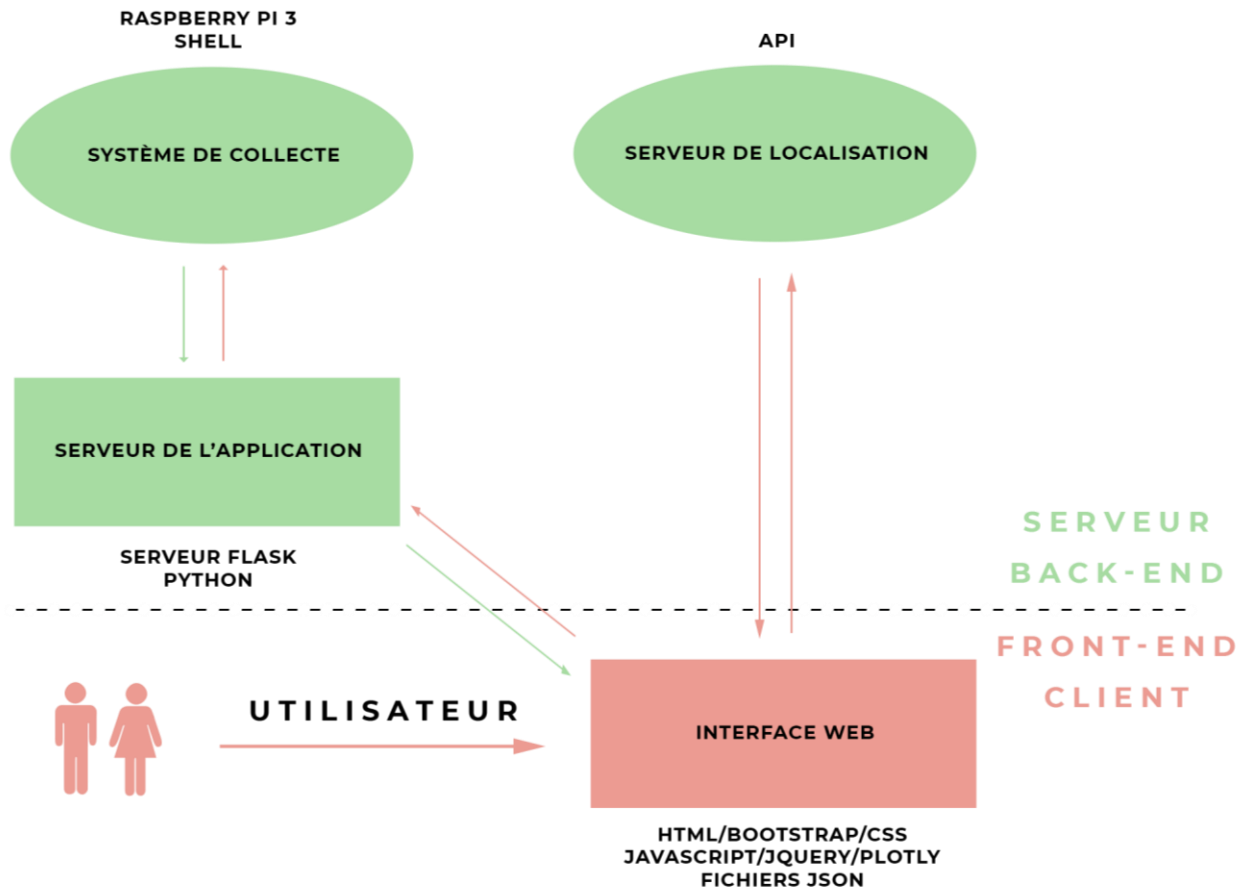 RASPBERRY PI 3
SHELL
API
SYSTÈME DE COLLECTE
SERVEUR DE LOCALISATION
SERVEUR DE L’APPLICATION
SERVEUR FLASK
PYTHON
SERVEUR
BACK-END
FRONT-END
CLIENT
UTILISATEUR
INTERFACE WEB
HTML/BOOTSTRAP/CSS
JAVASCRIPT/JQUERY/PLOTLY
FICHIERS JSON